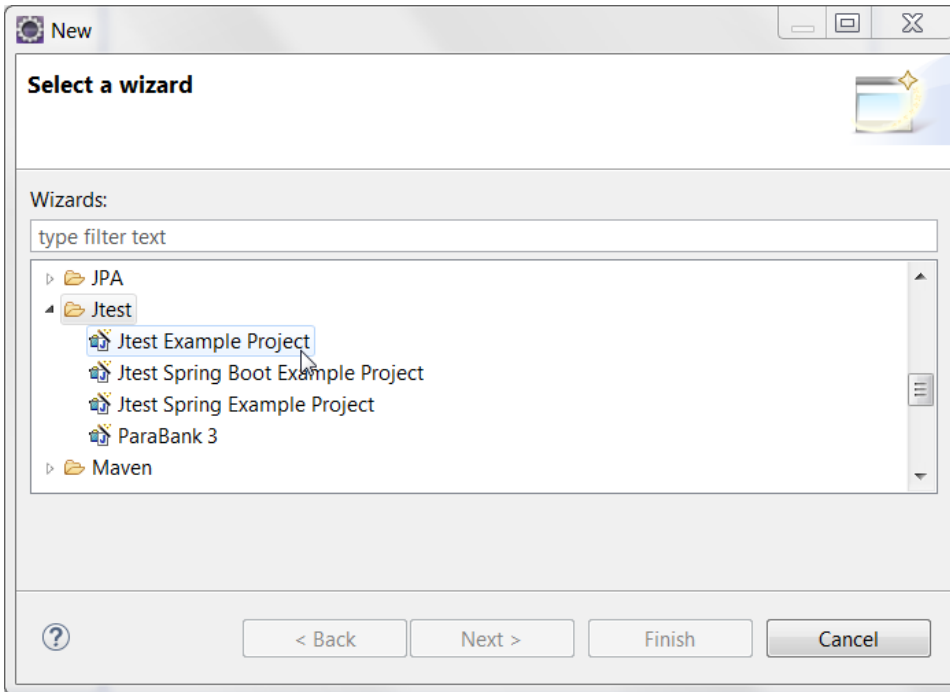 New
Select a wizard
Wizards:
type filter text
JPA
Jtest
Jtest Example Project
Jtest Spring Boot Example Project
Jtest Spring Example Project
ParaBank 3
Maven
< Back Next > Finish Cancel